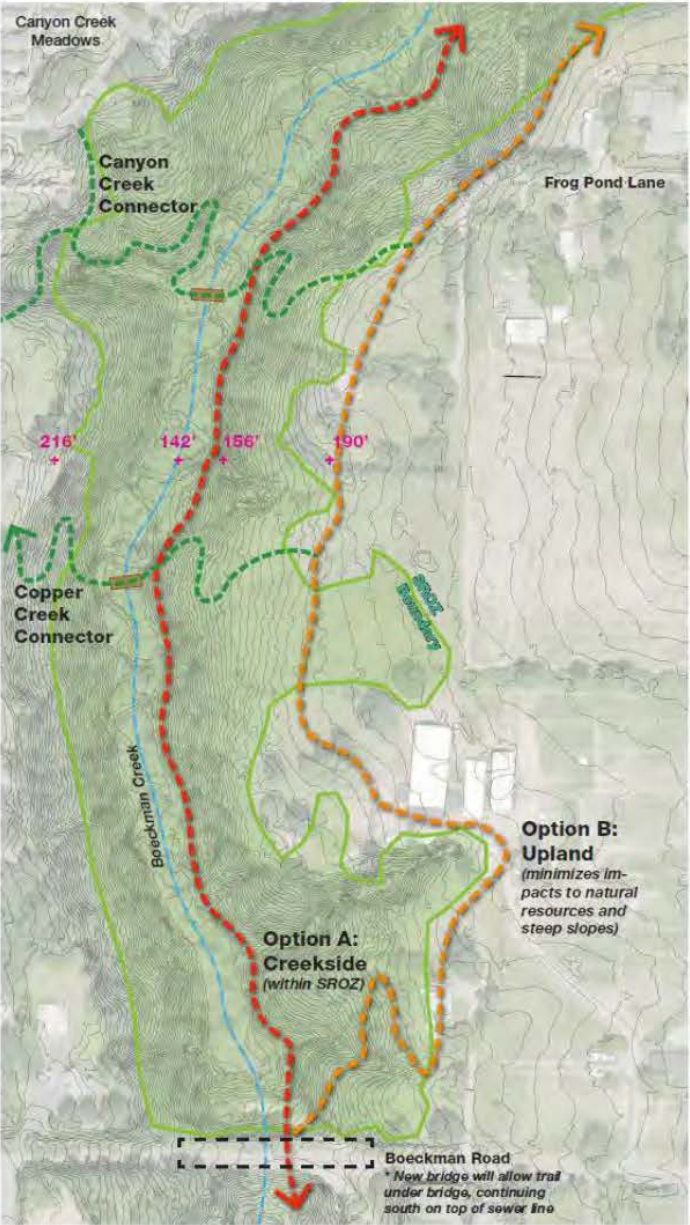 Canyon Creek
Meadows
Canyon
Creek
Connector
Frog Pond Lane
216'
142'
156'
190'
SROZ
Boundary
Copper
Creek
Connector
Boeckman Creek
Option B:
Upland
(minimizes im-
pacts to natural
resources and
steep slopes)
Option A:
Creekside
(within SROZ)
Boeckman Road
* New bridge will allow trail
under bridge, continuing
south on top of sewer line